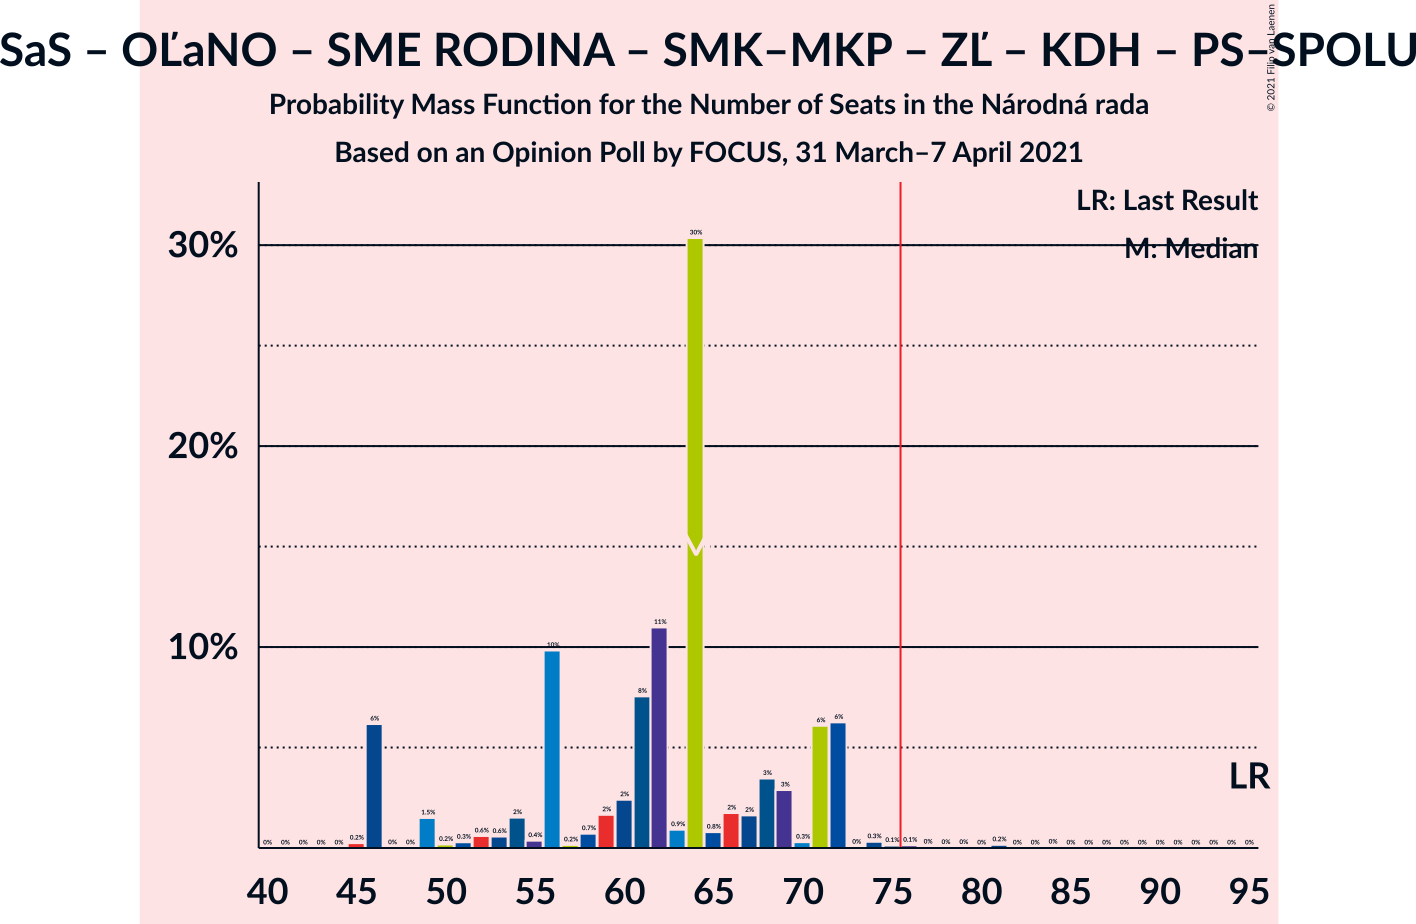 SaS – OĽaNO – SME RODINA – SMK–MKP – ZĽ – KDH – PS–SPOLU
© 2021 Filip van Laenen
Probability Mass Function for the Number of Seats in the Národná rada
Based on an Opinion Poll by FOCUS, 31 March–7 April 2021
LR: Last Result
M: Median
30%
20%
10%
0% 0% 0% 0% 0% 0.2% 6% 0% 0% 1.5% 0.2% 0.3% 0.6% 0.6% 2% 0.4% 10% 0.2% 0.7% 2% 2% 8% 11% 0.9% 30% 0.8% 2% 2% 3% 3% 0.3% 6% 6% 0% 0.3% 0.1% 0.1% 0% 0% 0% 0% 0.2% 0% 0% 0% 0% 0% 0% 0% 0% 0% 0% 0% 0% 0% 0%
LR
40 45 50 55 60 65 70 75 80 85 90 95